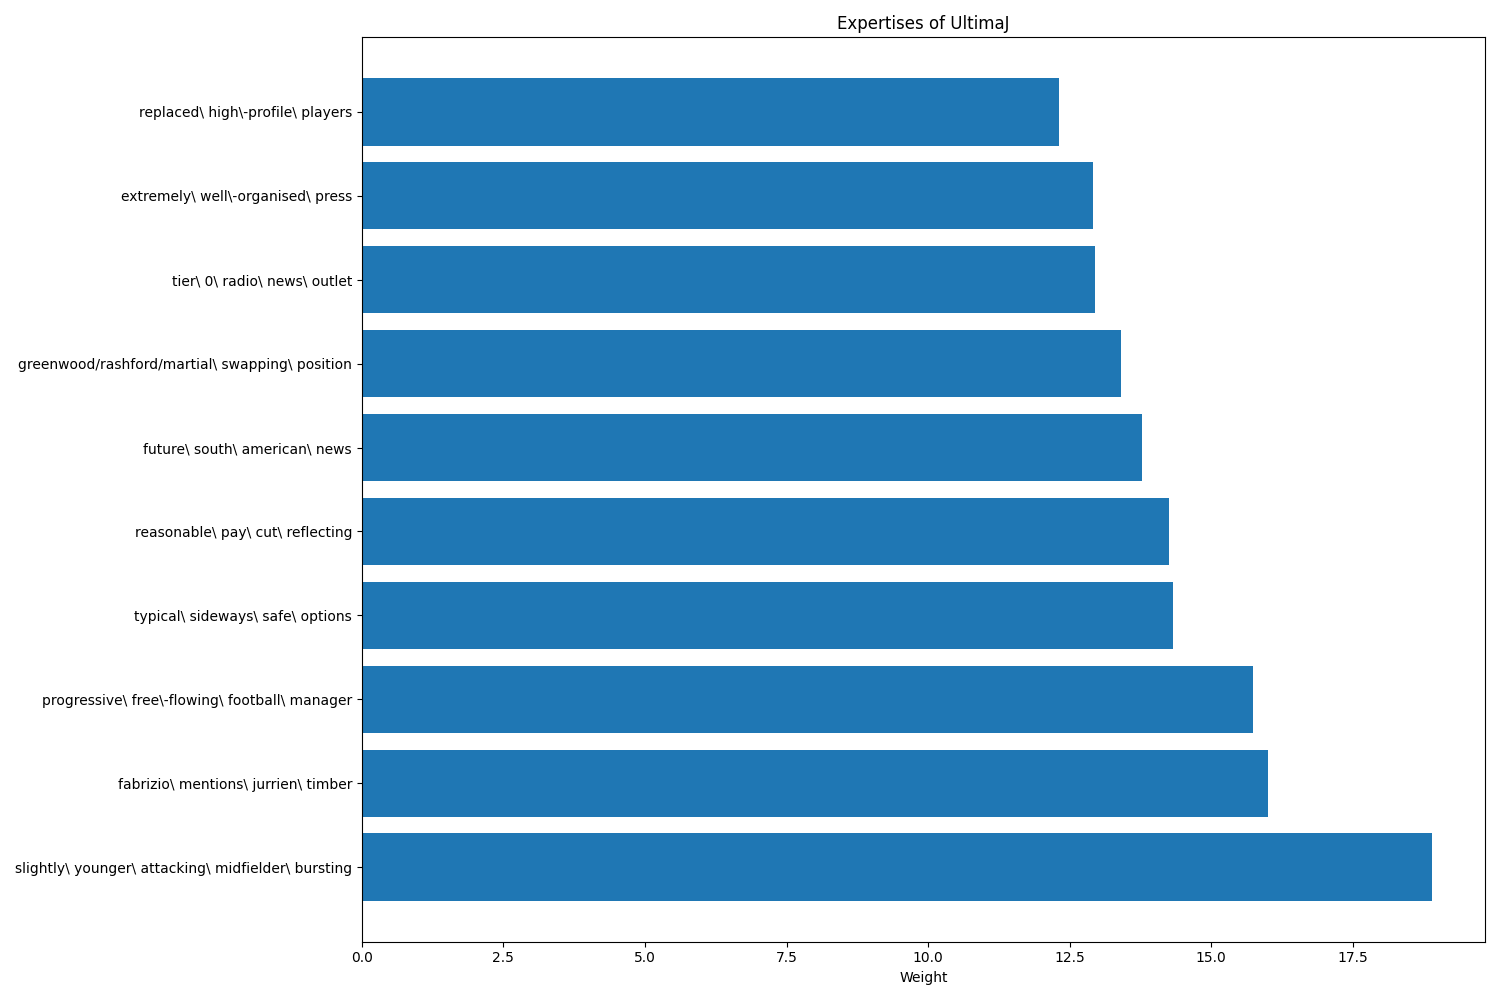 Expertises of UltimaJ
replaced\ high\-profile\ players
extremely\ well\-organised\ press
tier\ 0\ radio\ news\ outlet
greenwood/rashford/martial\ swapping\ position
future\ south\ american\ news
reasonable\ pay\ cut\ reflecting
typical\ sideways\ safe\ options
progressive\ free\-flowing\ football\ manager
fabrizio\ mentions\ jurrien\ timber
slightly\ younger\ attacking\ midfielder\ bursting
0.0 2.5 5.0 7.5 10.0 12.5 15.0 17.5
Weight